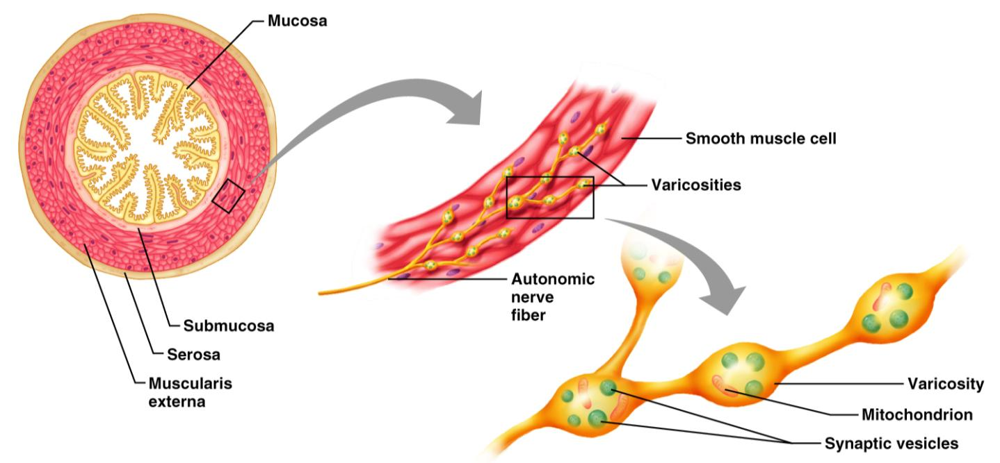 Mucosa
Smooth muscle cell
Varicosities
Autonomic
nerve
fiber
Submucosa
Serosa
Muscularis
externa
Varicosity
Mitochondrion
Synaptic vesicles